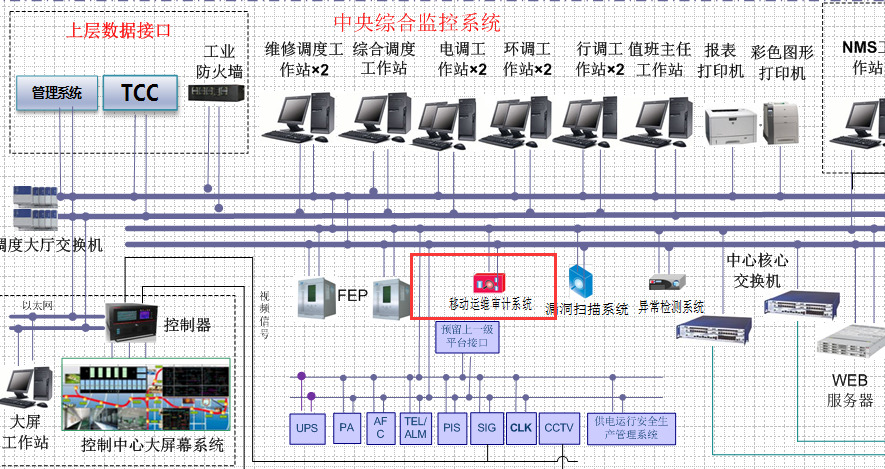 中央综合监控系统
上层数据接口
管理系统
TCC
工业
防火墙
维修调度工
作站×2
综合调度
工作站
电调工
作站×2
环调工
作站×2
行调工
作站×2
值班主任
工作站
报表
打印机
彩色图形
打印机
NMS工
作站
调度大厅交换机
以太网
控制器
视频信号
FEP
移动运维审计系统
漏洞扫描系统
异常检测系统
中心核心
交换机
预留上一级
平台接口
WEB
服务器
大屏
工作站
控制中心大屏幕系统
UPS
PA
AF
C
TEL/
ALM
PIS
SIG
CLK
CCTV
供电运行安全生
产管理系统